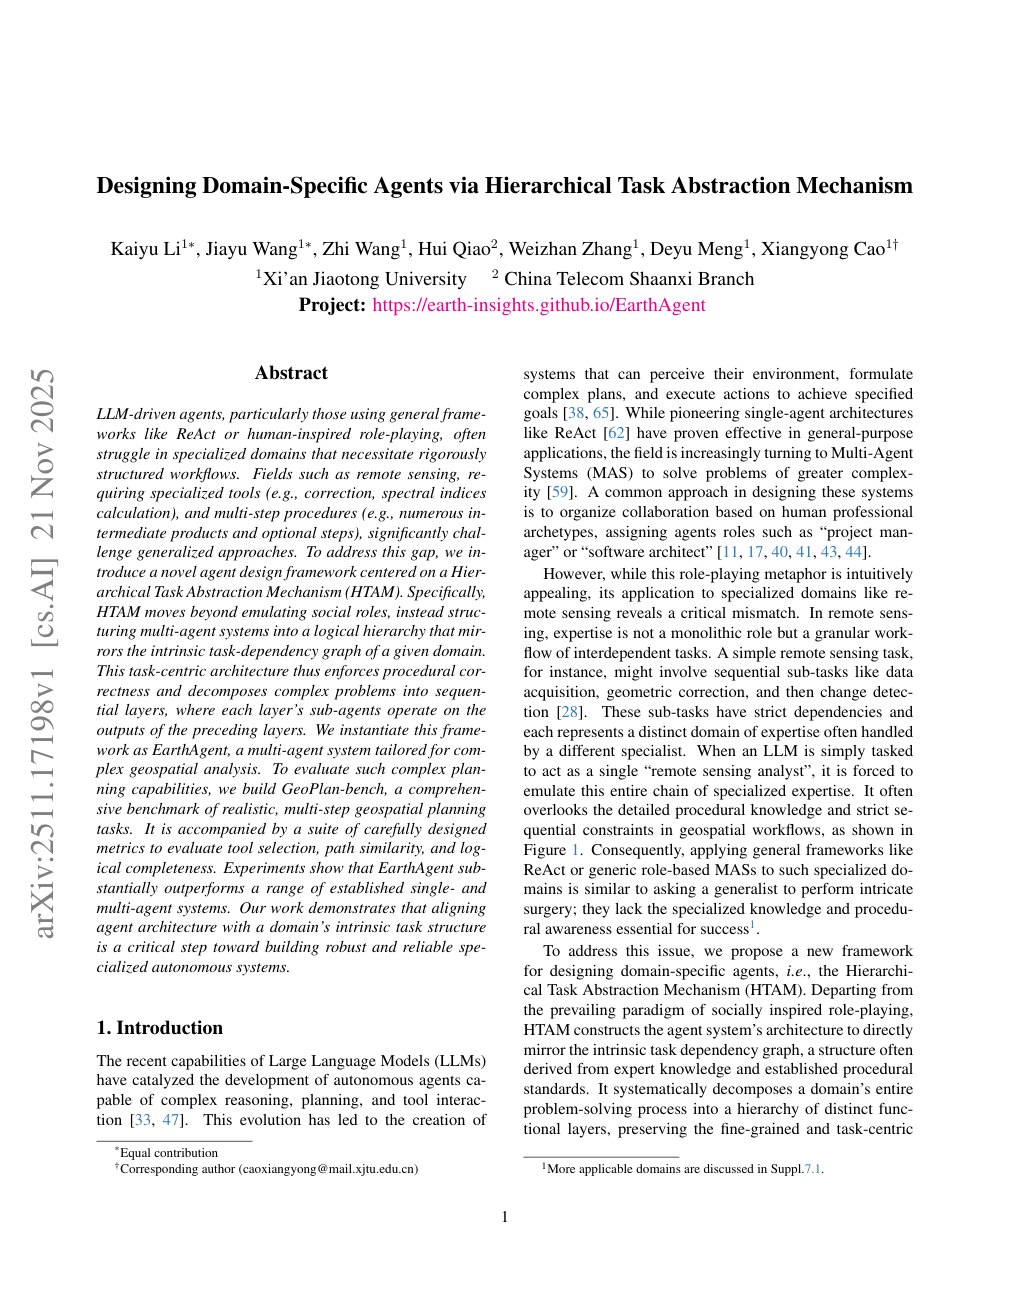 Designing Domain-Specific Agents via Hierarchical Task Abstraction Mechanism
Kaiyu Li1*, Jiayu Wang1*, Zhi Wang1, Hui Qiao2, Weizhan Zhang1, Deyu Meng1, Xiangyong Cao1†
1Xi'an Jiaotong University 2 China Telecom Shaanxi Branch
Project: https://earth-insights.github.io/EarthAgent
arXiv:2511.17198v1 [cs.AI] 21 Nov 2025
Abstract
LLM-driven agents, particularly those using general frame-
works like ReAct or human-inspired role-playing, often
struggle in specialized domains that necessitate rigorously
structured workflows. Fields such as remote sensing, re-
quiring specialized tools (e.g., correction, spectral indices
calculation), and multi-step procedures (e.g., numerous in-
termediate products and optional steps), significantly chal-
lenge generalized approaches. To address this gap, we in-
troduce a novel agent design framework centered on a Hier-
archical Task Abstraction Mechanism (HTAM). Specifically,
HTAM moves beyond emulating social roles, instead struc-
turing multi-agent systems into a logical hierarchy that mir-
rors the intrinsic task-dependency graph of a given domain.
This task-centric architecture thus enforces procedural cor-
rectness and decomposes complex problems into sequen-
tial layers, where each layer's sub-agents operate on the
outputs of the preceding layers. We instantiate this frame-
work as EarthAgent, a multi-agent system tailored for com-
plex geospatial analysis. To evaluate such complex plan-
ning capabilities, we build GeoPlan-bench, a comprehen-
sive benchmark of realistic, multi-step geospatial planning
tasks. It is accompanied by a suite of carefully designed
metrics to evaluate tool selection, path similarity, and log-
ical completeness. Experiments show that EarthAgent sub-
stantially outperforms a range of established single- and
multi-agent systems. Our work demonstrates that aligning
agent architecture with a domain's intrinsic task structure
is a critical step toward building robust and reliable spe-
cialized autonomous systems.
1. Introduction
The recent capabilities of Large Language Models (LLMs)
have catalyzed the development of autonomous agents ca-
pable of complex reasoning, planning, and tool interac-
tion [33, 47]. This evolution has led to the creation of
*Equal contribution
†Corresponding author (caoxiangyong@mail.xjtu.edu.cn)
systems that can perceive their environment, formulate
complex plans, and execute actions to achieve specified
goals [38, 65]. While pioneering single-agent architectures
like ReAct [62] have proven effective in general-purpose
applications, the field is increasingly turning to Multi-Agent
Systems (MAS) to solve problems of greater complex-
ity [59]. A common approach in designing these systems
is to organize collaboration based on human professional
archetypes, assigning agents roles such as “project man-
ager” or “software architect” [11, 17, 40, 41, 43, 44].
However, while this role-playing metaphor is intuitively
appealing, its application to specialized domains like re-
mote sensing reveals a critical mismatch. In remote sens-
ing, expertise is not a monolithic role but a granular work-
flow of interdependent tasks. A simple remote sensing task,
for instance, might involve sequential sub-tasks like data
acquisition, geometric correction, and then change detec-
tion [28]. These sub-tasks have strict dependencies and
each represents a distinct domain of expertise often handled
by a different specialist. When an LLM is simply tasked
to act as a single “remote sensing analyst”, it is forced to
emulate this entire chain of specialized expertise. It often
overlooks the detailed procedural knowledge and strict se-
quential constraints in geospatial workflows, as shown in
Figure 1. Consequently, applying general frameworks like
ReAct or generic role-based MASs to such specialized do-
mains is similar to asking a generalist to perform intricate
surgery; they lack the specialized knowledge and procedu-
ral awareness essential for success1.
To address this issue, we propose a new framework
for designing domain-specific agents, i.e., the Hierarchi-
cal Task Abstraction Mechanism (HTAM). Departing from
the prevailing paradigm of socially inspired role-playing,
HTAM constructs the agent system's architecture to directly
mirror the intrinsic task dependency graph, a structure often
derived from expert knowledge and established procedural
standards. It systematically decomposes a domain's entire
problem-solving process into a hierarchy of distinct func-
tional layers, preserving the fine-grained and task-centric
1More applicable domains are discussed in Suppl.7.1.
1